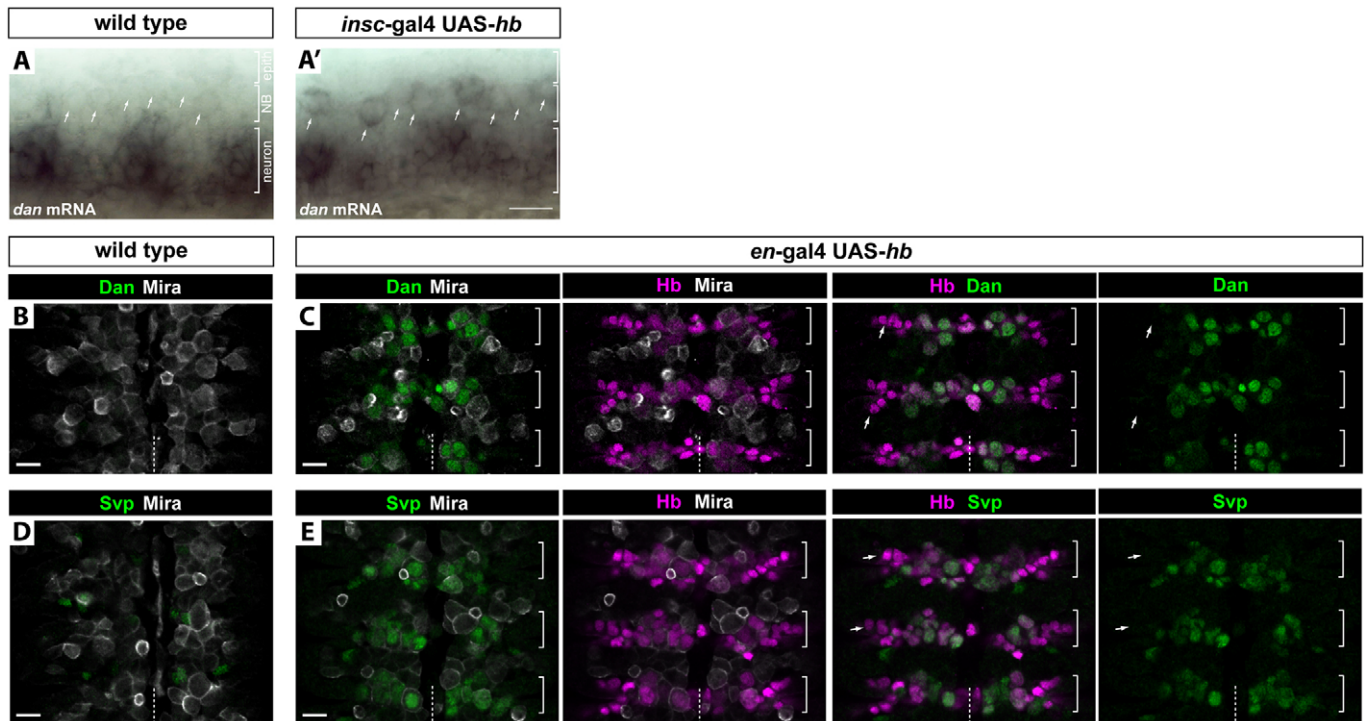 wild type
insc-gal4 UAS-hb
A
epith
NB
neuron
dan mRNA
A′
dan mRNA
wild type
en-gal4 UAS-hb
Dan Mira
Dan Mira
Hb Mira
Hb Dan
Dan
B
C
Svp Mira
Svp Mira
Hb Mira
Hb Svp
Svp
D
E